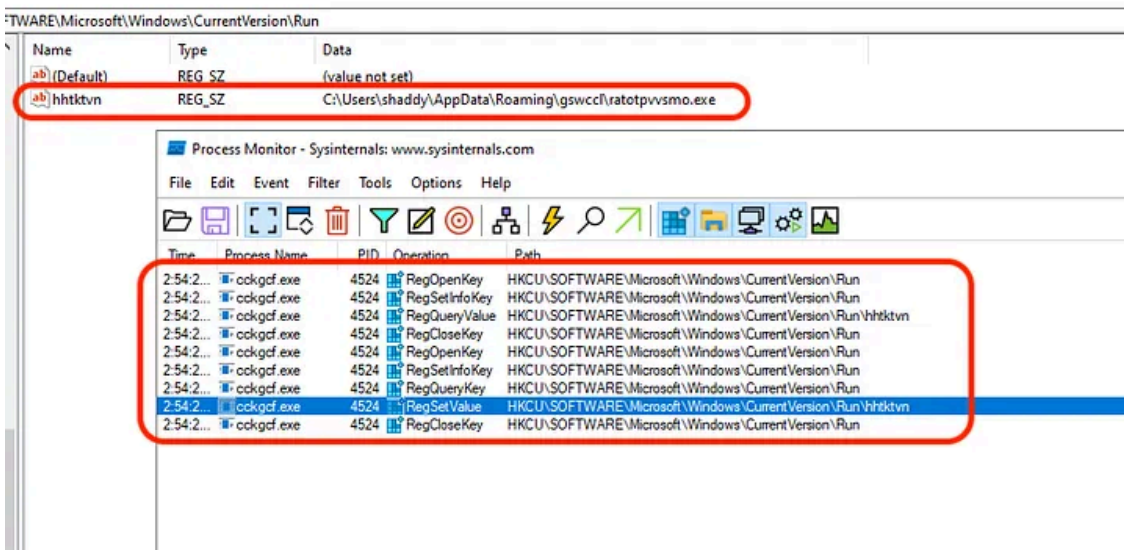 FTWARE\Microsoft\Windows\CurrentVersion\Run
Name Type Data
ab (Default) REG_SZ (value not set)
ab hhtktvn REG_SZ C:\Users\shaddy\AppData\Roaming\gswccl\ratotpvvsmo.exe
Process Monitor - Sysinternals: www.sysinternals.com
File Edit Event Filter Tools Options Help
Time Process Name PID Operation Path
2:54:2... cckgcf.exe 4524 RegOpenKey HKCU\SOFTWARE\Microsoft\Windows\CurrentVersion\Run
2:54:2... cckgcf.exe 4524 RegSetInfoKey HKCU\SOFTWARE\Microsoft\Windows\CurrentVersion\Run
2:54:2... cckgcf.exe 4524 RegQueryValue HKCU\SOFTWARE\Microsoft\Windows\CurrentVersion\Run\hhtktvn
2:54:2... cckgcf.exe 4524 RegCloseKey HKCU\SOFTWARE\Microsoft\Windows\CurrentVersion\Run
2:54:2... cckgcf.exe 4524 RegOpenKey HKCU\SOFTWARE\Microsoft\Windows\CurrentVersion\Run
2:54:2... cckgcf.exe 4524 RegSetInfoKey HKCU\SOFTWARE\Microsoft\Windows\CurrentVersion\Run
2:54:2... cckgcf.exe 4524 RegQueryKey HKCU\SOFTWARE\Microsoft\Windows\CurrentVersion\Run
2:54:2... cckgcf.exe 4524 RegSetValue HKCU\SOFTWARE\Microsoft\Windows\CurrentVersion\Run\hhtktvn
2:54:2... cckgcf.exe 4524 RegCloseKey HKCU\SOFTWARE\Microsoft\Windows\CurrentVersion\Run